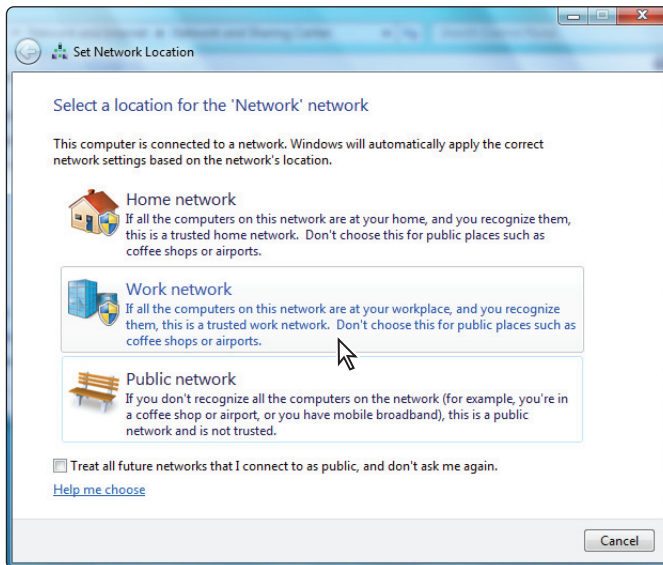 Set Network Location
Select a location for the 'Network' network
This computer is connected to a network. Windows will automatically apply the correct
network settings based on the network's location.
Home network
If all the computers on this network are at your home, and you recognize them,
this is a trusted home network. Don't choose this for public places such as
coffee shops or airports.
Work network
If all the computers on this network are at your workplace, and you recognize
them, this is a trusted work network. Don't choose this for public places such as
coffee shops or airports.
Public network
If you don't recognize all the computers on the network (for example, you're in
a coffee shop or airport, or you have mobile broadband), this is a public
network and is not trusted.
Treat all future networks that I connect to as public, and don't ask me again.
Help me choose
Cancel